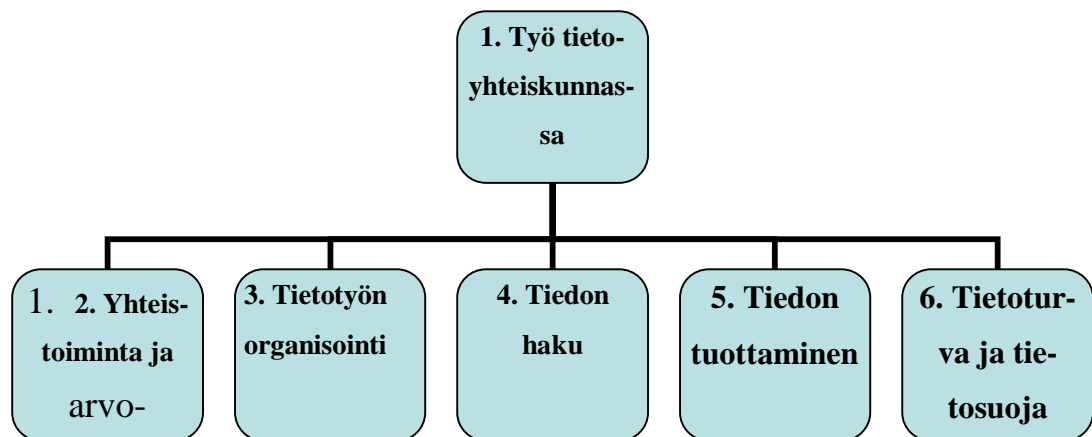 1. Työ tieto-
yhteiskunnas-
sa
1. 2. Yhteis-
toiminta ja
arvo-
3. Tietotyön
organisointi
4. Tiedon
haku
5. Tiedon
tuottaminen
6. Tietotur-
va ja tie-
tosuoja